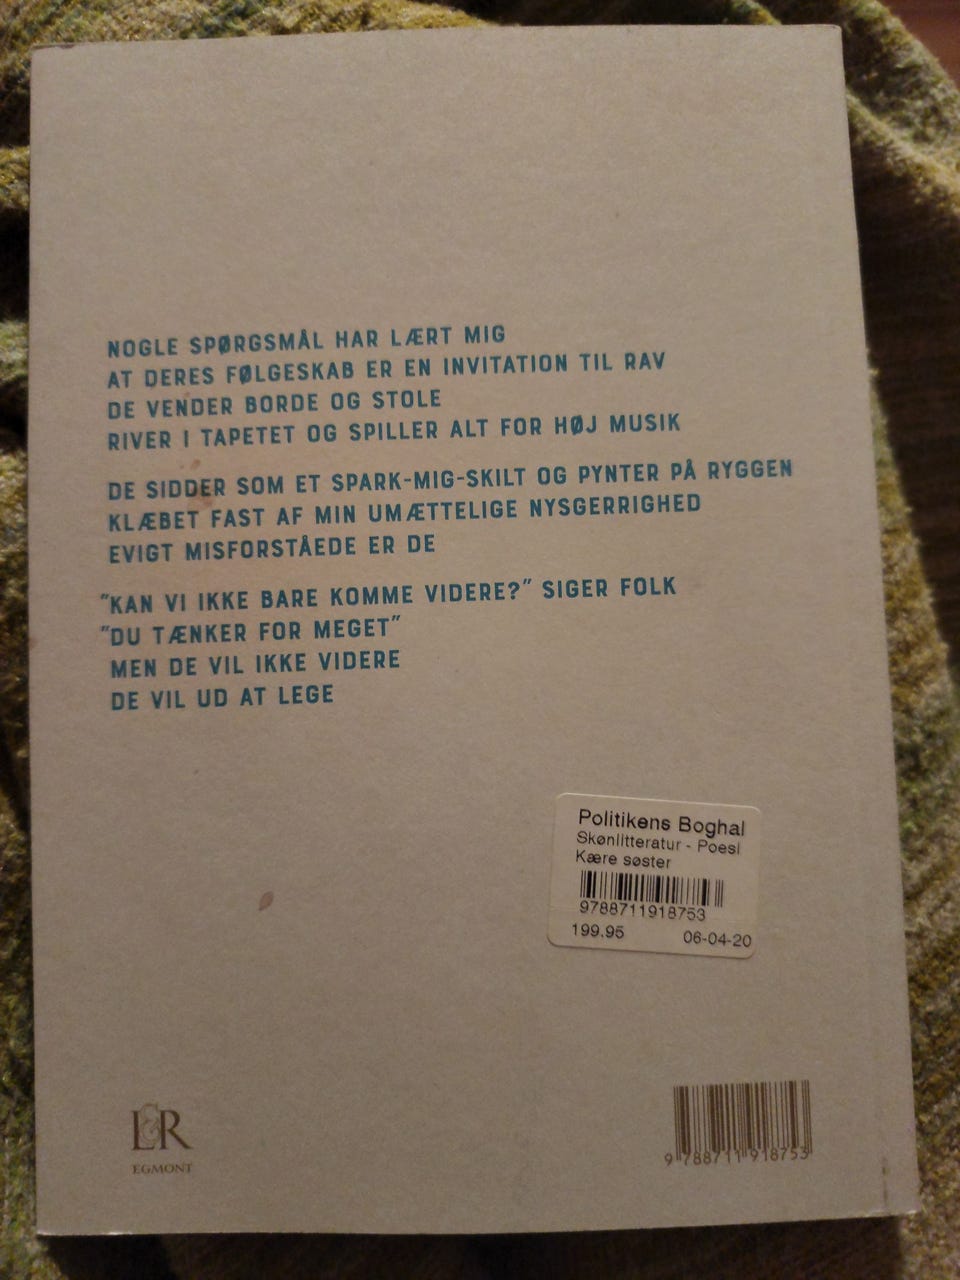 NOGLE SPØRGSMÅL HAR LÆRT MIG
AT DERES FØLGESKAB ER EN INVITATION TIL RAV
DE VENDER BORDE OG STOLE
RIVER I TAPETET OG SPILLER ALT FOR HØJ MUSIK
DE SIDDER SOM ET SPARK-MIG-SKILT OG PYNTER PÅ RYGGEN
KLÆBET FAST AF MIN UMÆTTELIGE NYSGERRIGHED
EVIGT MISFORSTÅEDE ER DE
"KAN VI IKKE BARE KOMME VIDERE?" SIGER FOLK
"DU TÆNKER FOR MEGET"
MEN DE VIL IKKE VIDERE
DE VIL UD AT LEGE
Politikens Boghal
Skønlitteratur - Poesi
Kære søster
9788711918753
199.95 06-04-20
L&R
EGMONT
9 788711 918753